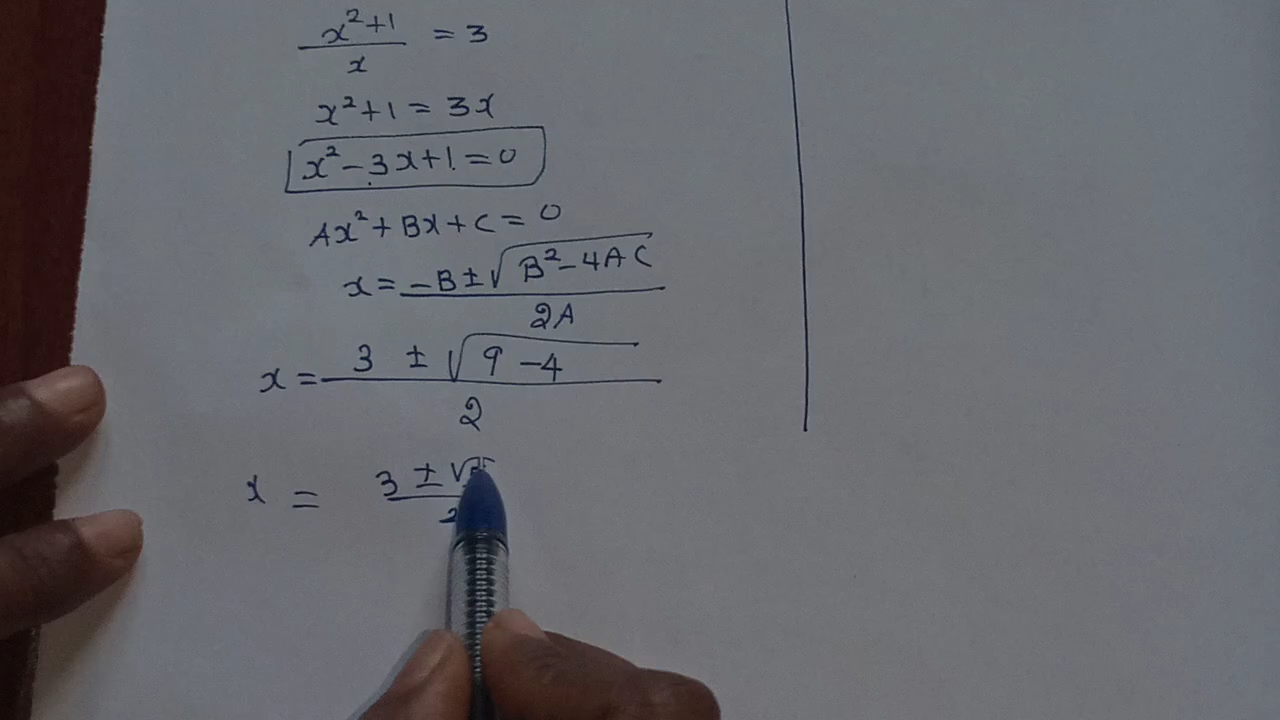 x²+1 / x = 3
x²+1 = 3x
x²-3x+1=0
Ax²+Bx+C=0
x = -B±√(B²-4AC) / 2A
x = 3 ±√(9-4) / 2
x = 3 ±√ / 2